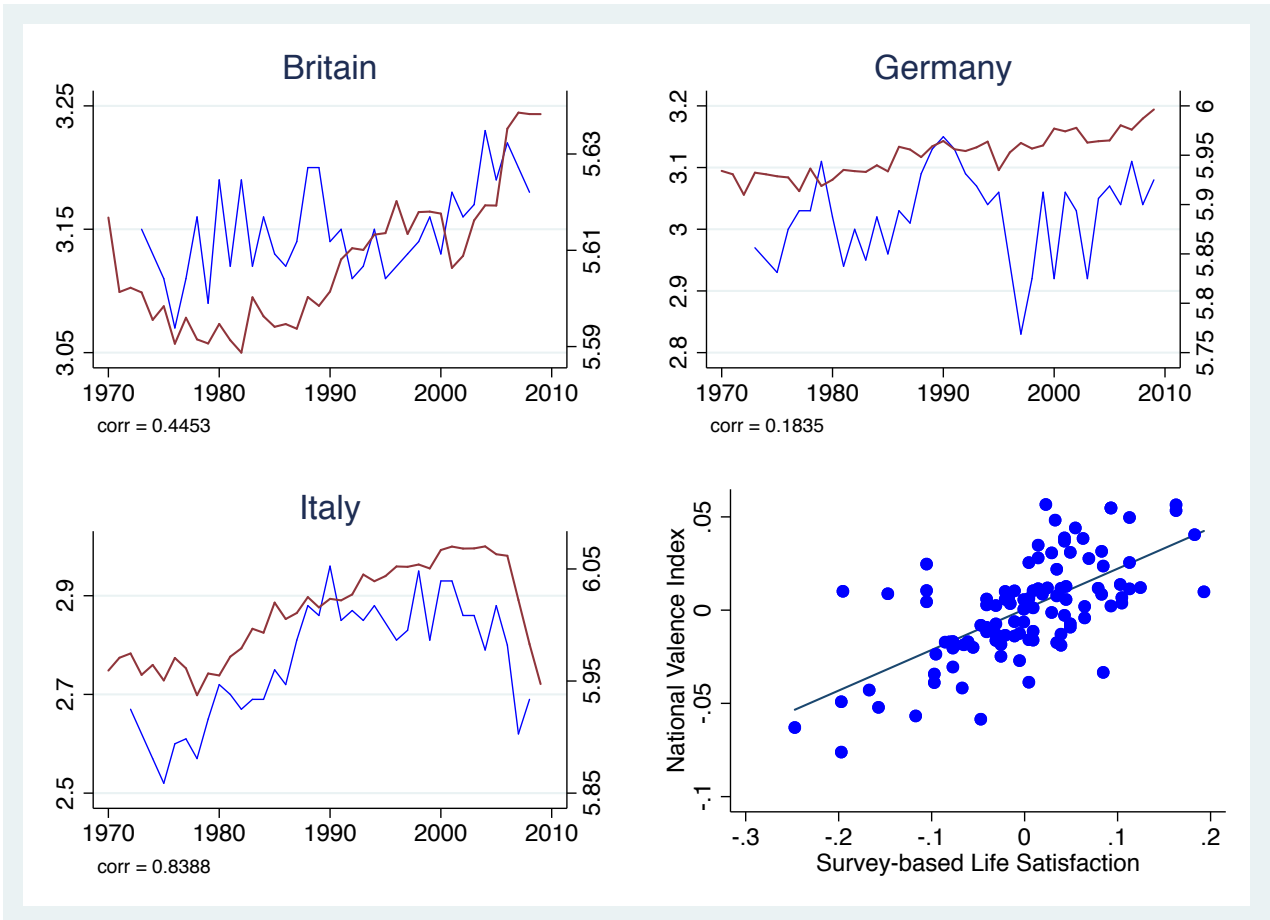 Britain
3.25
3.15
3.05
5.63
5.61
5.59
1970 1980 1990 2000 2010
corr = 0.4453
Germany
3.2
3.1
3
2.9
2.8
6
5.95
5.9
5.85
5.8
5.75
1970 1980 1990 2000 2010
corr = 0.1835
Italy
2.9
2.7
2.5
6.05
5.95
5.85
1970 1980 1990 2000 2010
corr = 0.8388
National Valence Index
.05
0
-.05
-.1
-.3 -.2 -.1 0 .1 .2
Survey-based Life Satisfaction